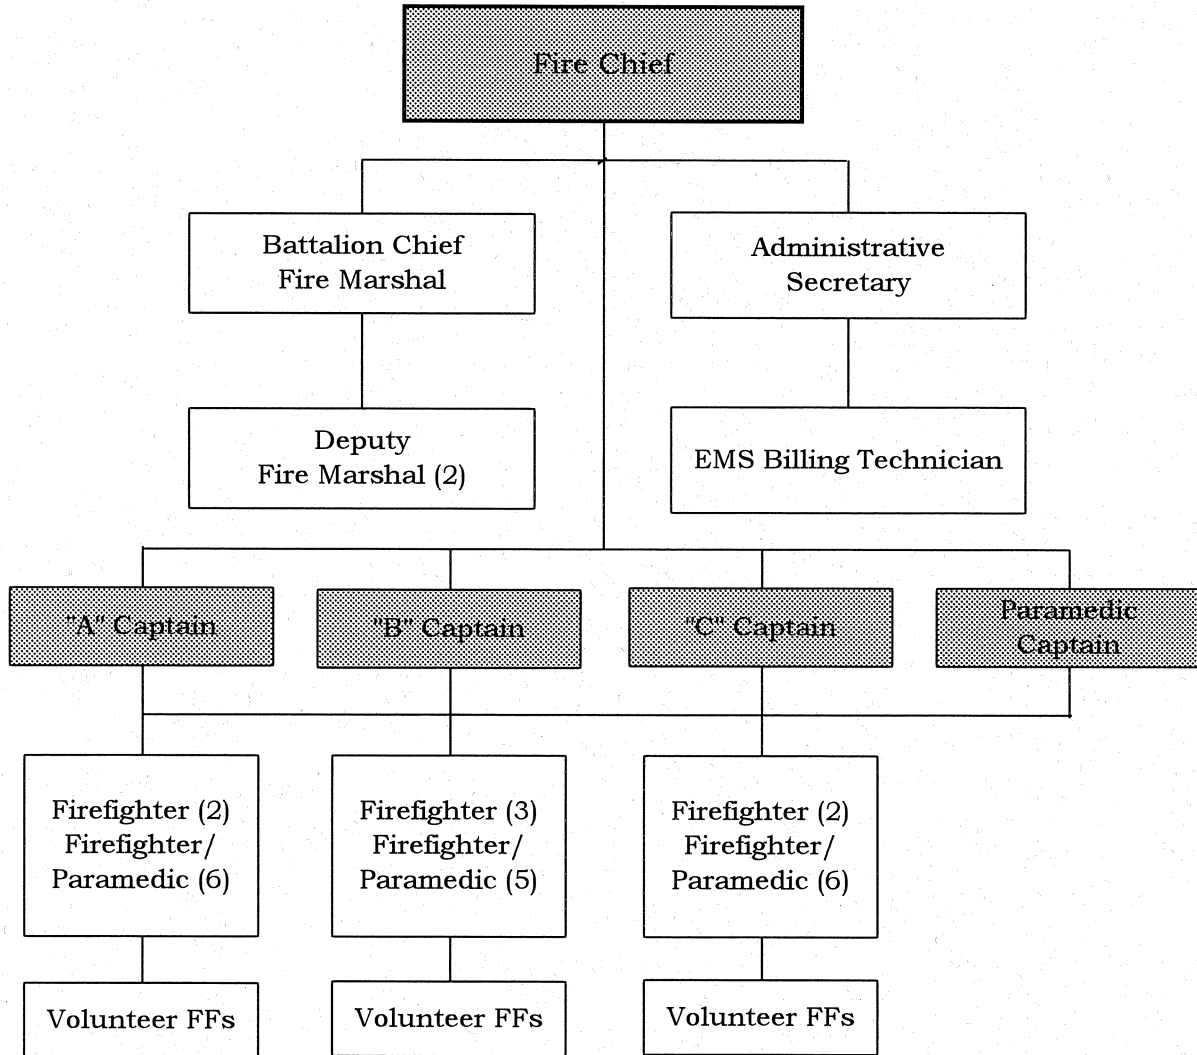 Fire Chief
Battalion Chief
Fire Marshal
Administrative
Secretary
Deputy
Fire Marshal (2)
EMS Billing Technician
"A" Captain
"B" Captain
"C" Captain
Paramedic
Captain
Firefighter (2)
Firefighter/
Paramedic (6)
Firefighter (3)
Firefighter/
Paramedic (5)
Firefighter (2)
Firefighter/
Paramedic (6)
Volunteer FFs
Volunteer FFs
Volunteer FFs